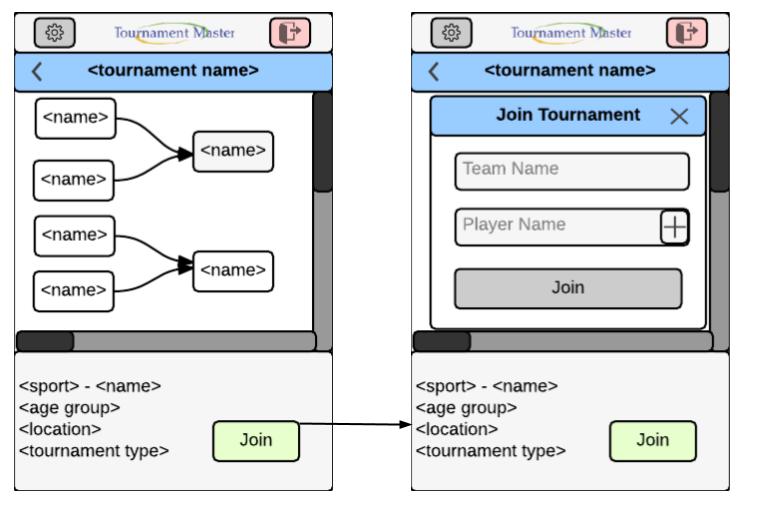 Tournament Master
<tournament name>
<name>
<name>
<name>
<name>
<name>
<name>
<sport> - <name>
<age group>
<location>
<tournament type>
Join
Tournament Master
<tournament name>
Join Tournament
Team Name
Player Name
Join
<sport> - <name>
<age group>
<location>
<tournament type>
Join